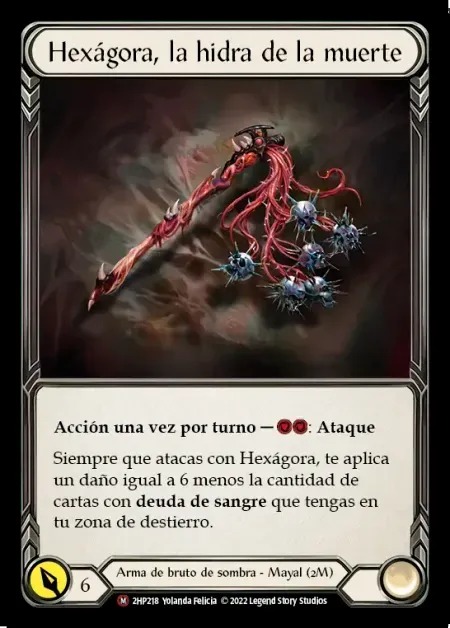 Hexágora, la hidra de la muerte
Acción una vez por turno — : Ataque
Siempre que atacas con Hexágora, te aplica
un daño igual a 6 menos la cantidad de
cartas con deuda de sangre que tengas en
tu zona de destierro.
6
Arma de bruto de sombra - Mayal (2M)
M 2HP218 Yolanda Felicia © 2022 Legend Story Studios